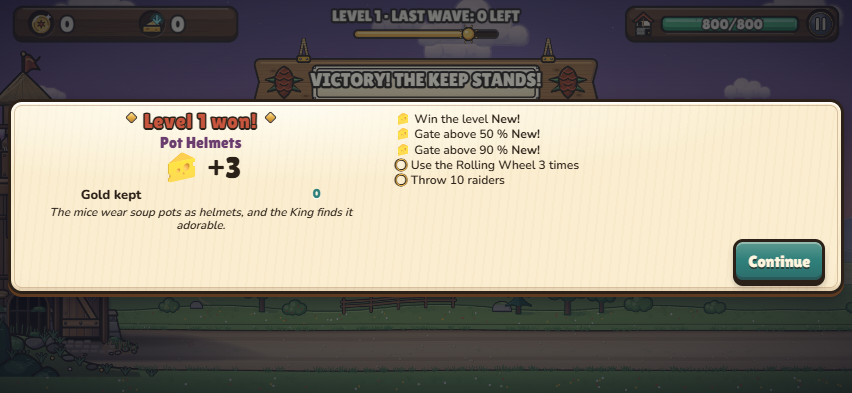 0
0
LEVEL 1 - LAST WAVE: 0 LEFT
800/800
VICTORY! THE KEEP STANDS!
Level 1 won!
Pot Helmets
+3
Gold kept 0
The mice wear soup pots as helmets, and the King finds it
adorable.
Win the level New!
Gate above 50 % New!
Gate above 90 % New!
Use the Rolling Wheel 3 times
Throw 10 raiders
Continue